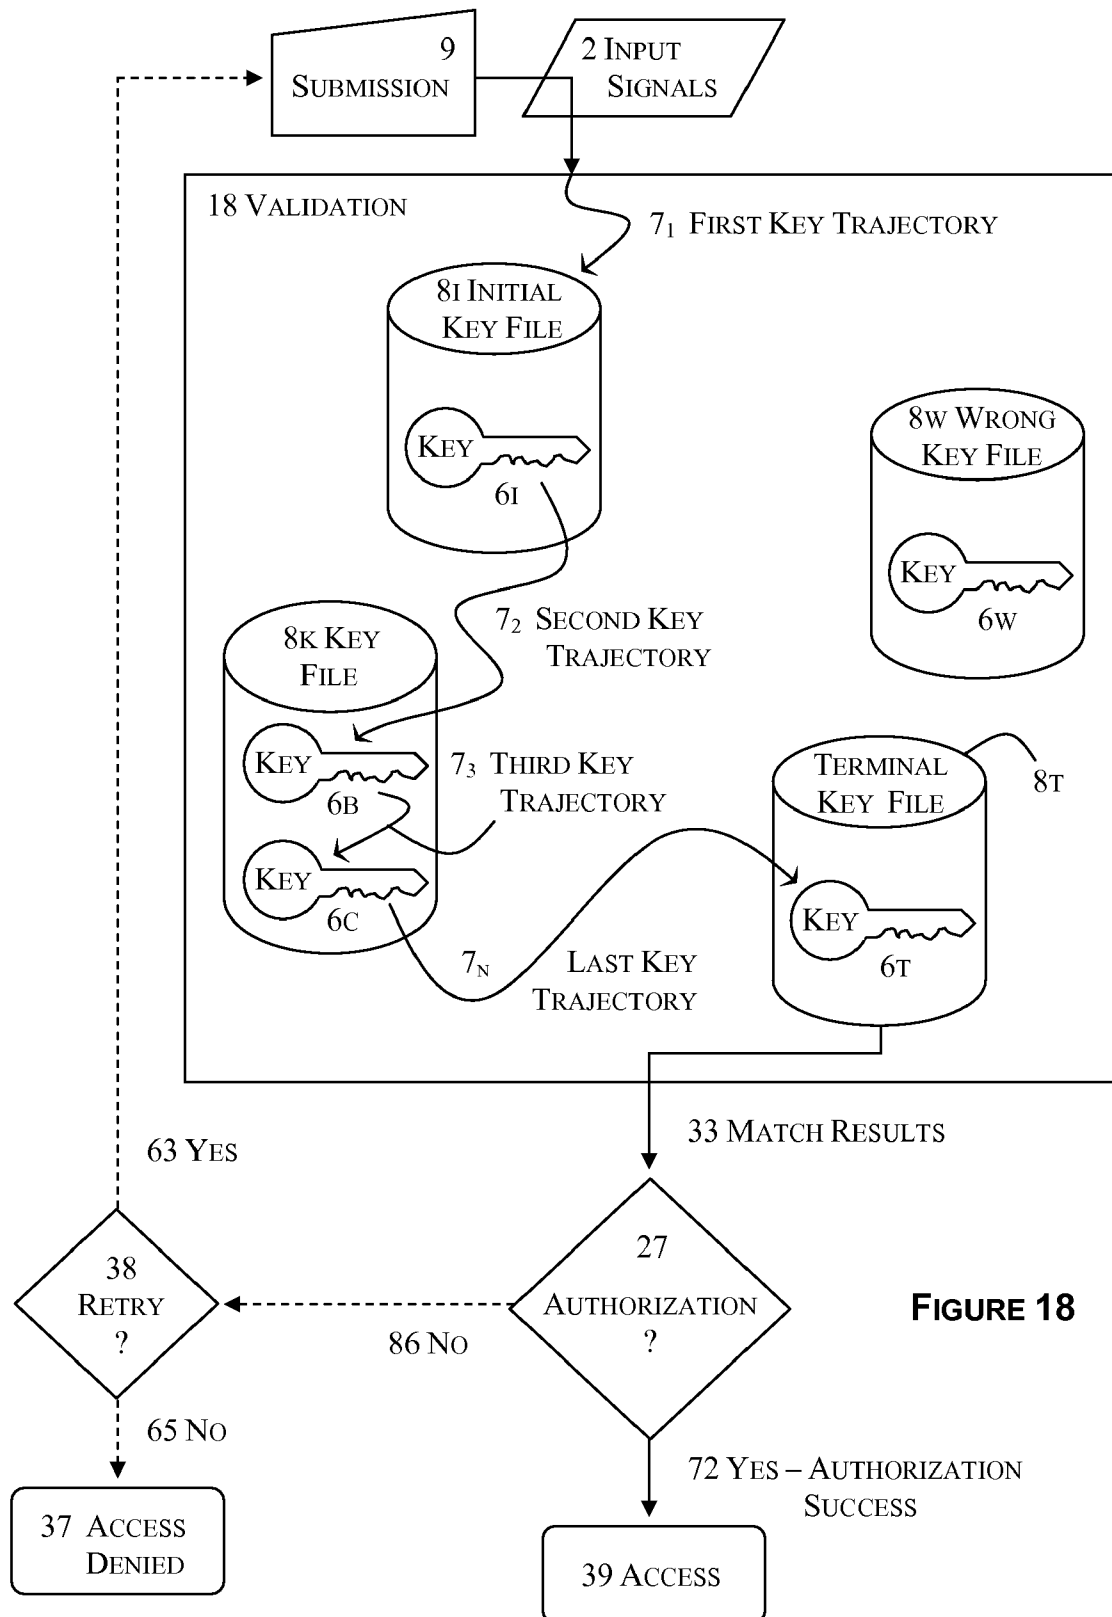 9
SUBMISSION
2 INPUT
SIGNALS
18 VALIDATION
7₁ FIRST KEY TRAJECTORY
8I INITIAL
KEY FILE
KEY
6I
8W WRONG
KEY FILE
KEY
6W
7₂ SECOND KEY
TRAJECTORY
8K KEY
FILE
KEY
6B
7₃ THIRD KEY
TRAJECTORY
KEY
6C
TERMINAL
KEY FILE
8T
KEY
6T
7N LAST KEY
TRAJECTORY
33 MATCH RESULTS
63 YES
38
RETRY
?
27
AUTHORIZATION
?
86 NO
FIGURE 18
65 NO
72 YES – AUTHORIZATION
SUCCESS
37 ACCESS
DENIED
39 ACCESS